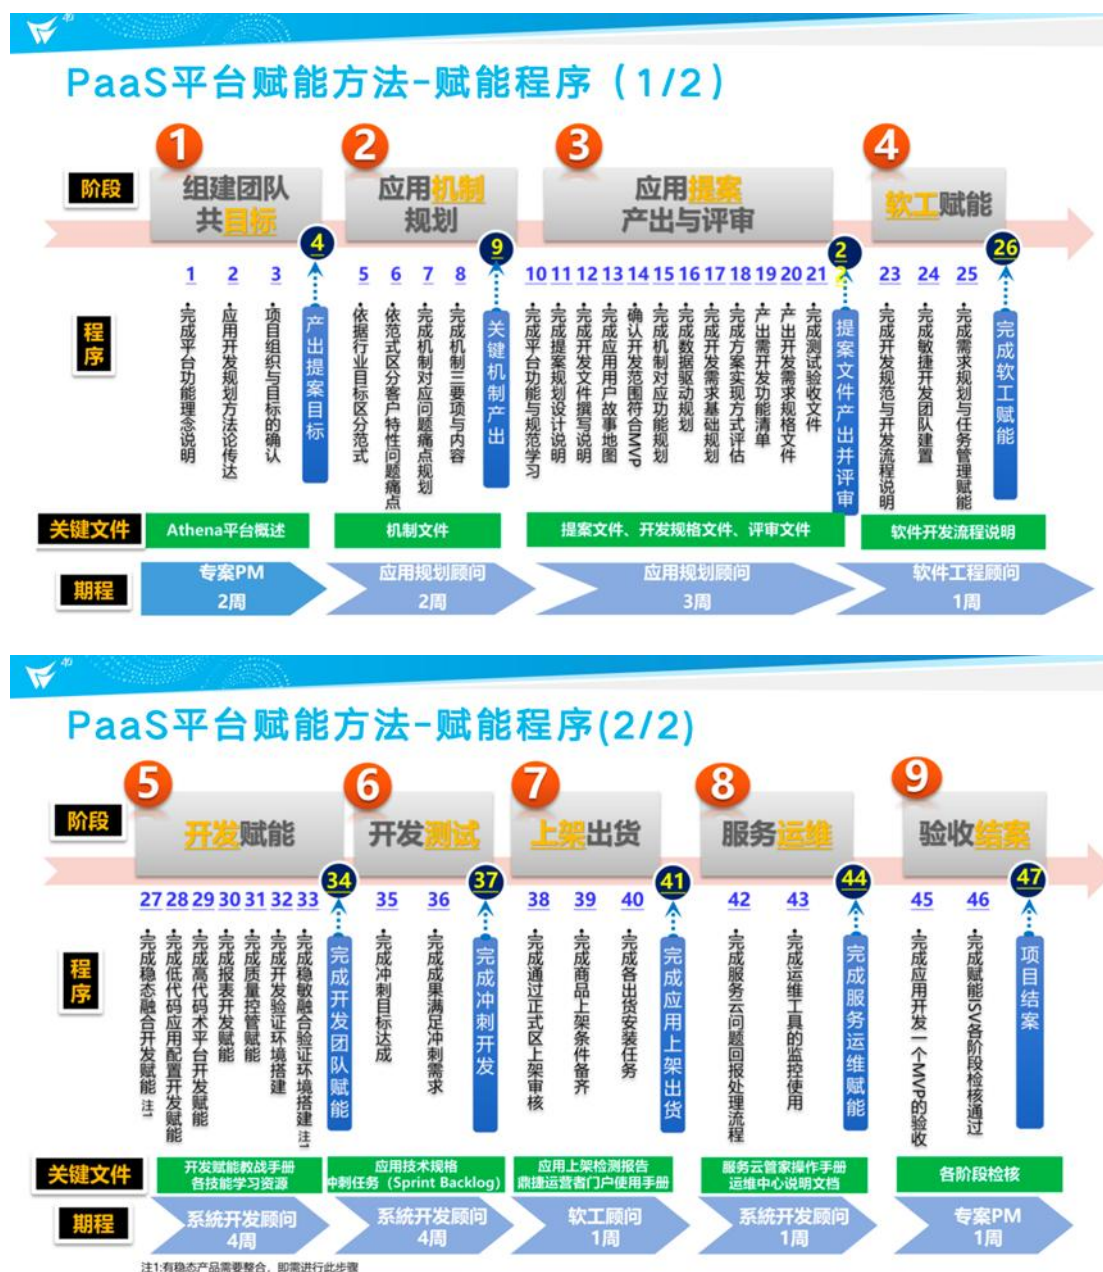 PaaS平台赋能方法-赋能程序（1/2）
阶段
1
组建团队
共目标
2
应用机制
规划
3
应用提案
产出与评审
4
软工赋能
程序
1
•完成平台功能理念说明
2
•应用开发规划方法论传达
3
•项目组织与目标的确认
4
产出提案目标
5
•依据行业目标区分范式
6
•依范式区分客户特性问题痛点
7
•完成机制对应问题痛点规划
8
•完成机制三要项与内容
9
关键机制产出
10
•完成平台功能与规范学习
11
•完成提案规划设计说明
12
•完成开发文件撰写说明
13
•完成应用用户故事地图
14
确认开发范围符合MVP
15
•完成机制对应功能规划
16
•完成数据驱动规划
17
•完成开发需求基础规划
18
•完成方案实现方式评估
19
•产出需开发功能清单
20
•产出开发需求规格文件
21
•完成测试验收文件
22
提案文件产出并评审
23
•完成开发规范与开发流程说明
24
•完成敏捷开发团队建置
25
•完成需求规划与任务管理赋能
26
完成软工赋能
关键文件
Athena平台概述
机制文件
提案文件、开发规格文件、评审文件
软件开发流程说明
期程
专案PM
2周
应用规划顾问
2周
应用规划顾问
3周
软件工程顾问
1周
PaaS平台赋能方法-赋能程序(2/2)
阶段
5
开发赋能
6
开发测试
7
上架出货
8
服务运维
9
验收结案
程序
27
•完成稳态融合开发赋能 注1
28
•完成低代码应用配置开发赋能
29
•完成高代码术平台开发赋能
30
•完成报表开发赋能
31
•完成质量控管赋能
32
•完成开发验证环境搭建
33
•完成稳敏融合验证环境搭建 注1
34
完成开发团队赋能
35
•完成冲刺目标达成
36
•完成成果满足冲刺需求
37
完成冲刺开发
38
•完成通过正式区上架审核
39
•完成商品上架条件备齐
40
•完成各出货安装任务
41
完成应用上架出货
42
•完成服务云问题回报处理流程
43
•完成运维工具的监控使用
44
完成服务运维赋能
45
•完成应用开发一个MVP的验收
46
•完成赋能ISV各阶段检核通过
47
项目结案
关键文件
开发赋能教战手册
各技能学习资源
应用技术规格
冲刺任务（Sprint Backlog）
应用上架检测报告
鼎捷运营者门户使用手册
服务云管家操作手册
运维中心说明文档
各阶段检核
期程
系統开发顾问
4周
系統开发顾问
4周
软工顾问
1周
系統开发顾问
1周
专案PM
1周
注1:有稳态产品需要整合，即需进行此步骤